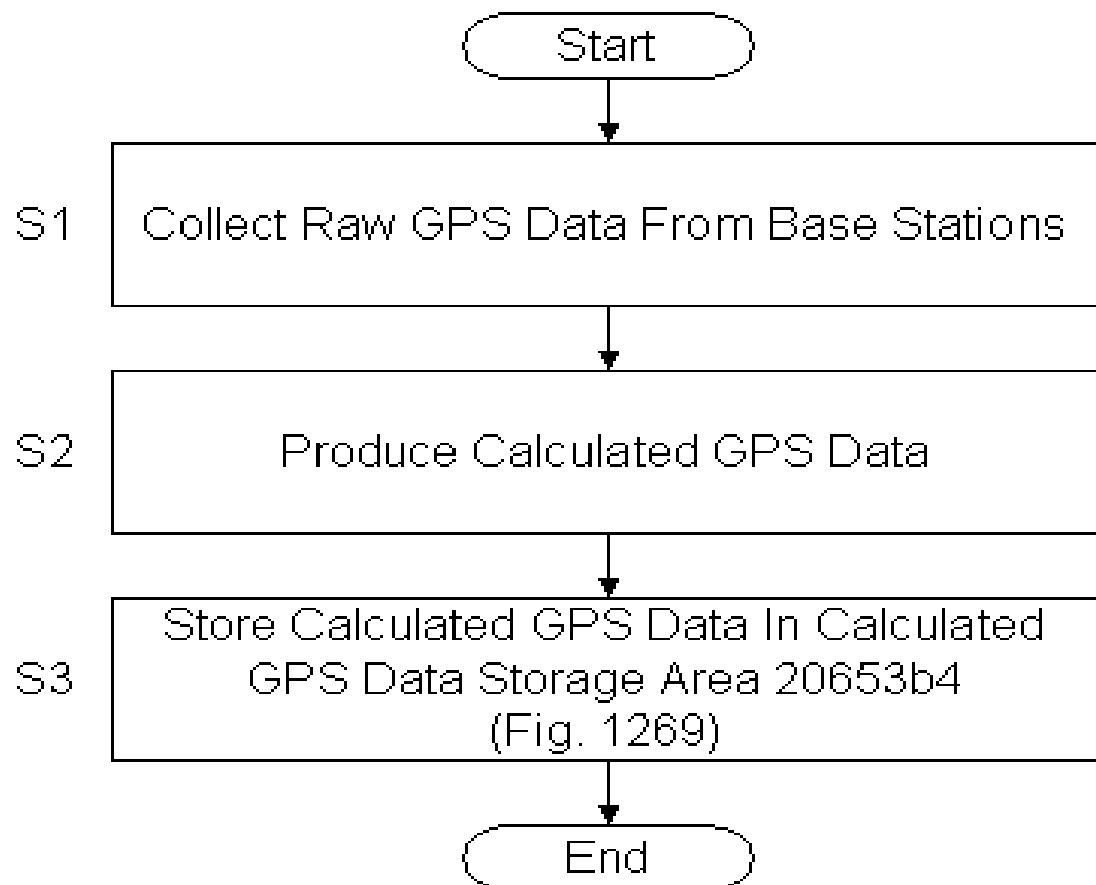 Start
S1
Collect Raw GPS Data From Base Stations
S2
Produce Calculated GPS Data
S3
Store Calculated GPS Data In Calculated
GPS Data Storage Area 20653b4
(Fig. 1269)
End